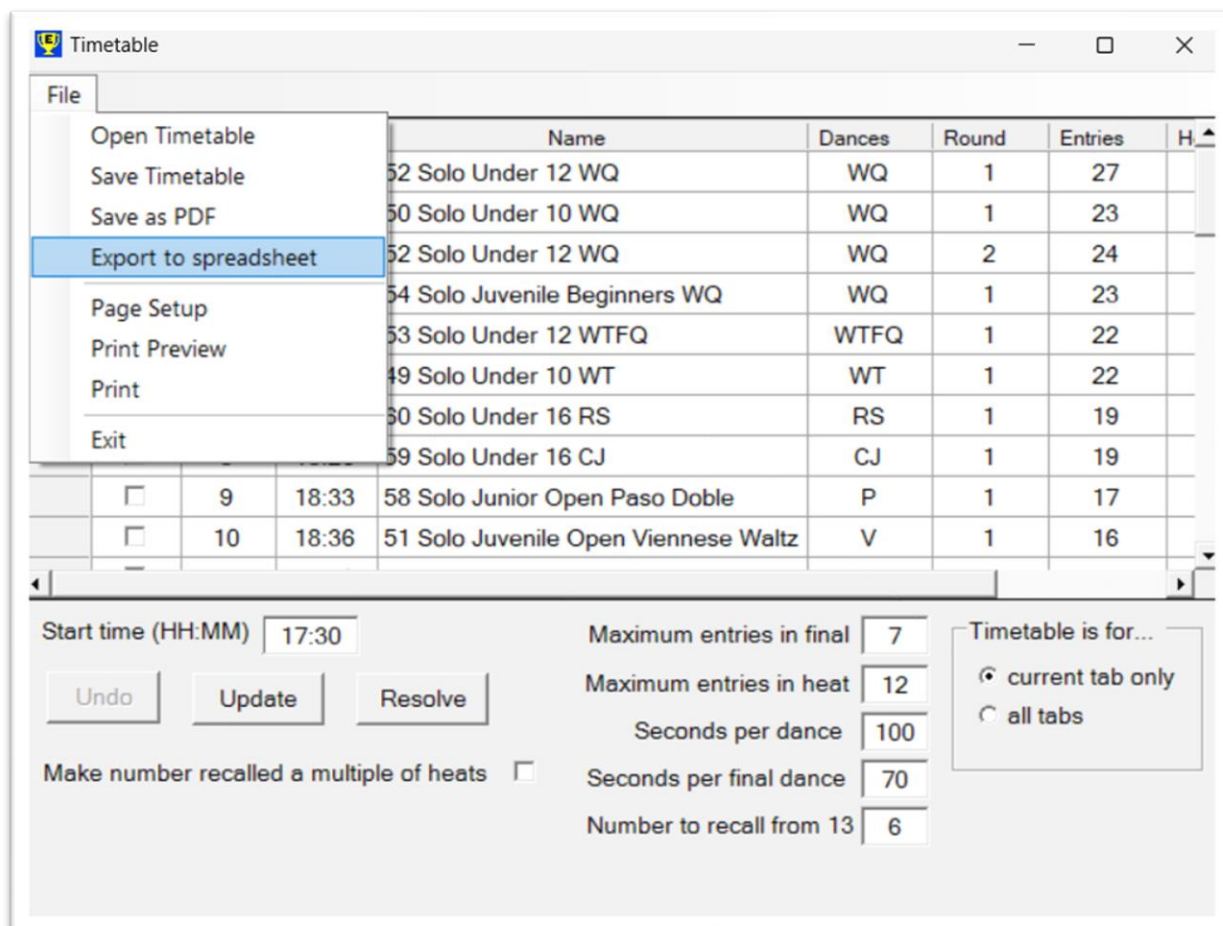 Timetable
File
Name Dances Round Entries
Open Timetable
Save Timetable
Save as PDF
Export to spreadsheet
Page Setup
Print Preview
Print
Exit
52 Solo Under 12 WQ WQ 1 27
50 Solo Under 10 WQ WQ 1 23
52 Solo Under 12 WQ WQ 2 24
54 Solo Juvenile Beginners WQ WQ 1 23
53 Solo Under 12 WTFQ WTFQ 1 22
49 Solo Under 10 WT WT 1 22
60 Solo Under 16 RS RS 1 19
59 Solo Under 16 CJ CJ 1 19
9 18:33 58 Solo Junior Open Paso Doble P 1 17
10 18:36 51 Solo Juvenile Open Viennese Waltz V 1 16
Start time (HH:MM) 17:30
Undo Update Resolve
Make number recalled a multiple of heats
Maximum entries in final 7
Maximum entries in heat 12
Seconds per dance 100
Seconds per final dance 70
Number to recall from 13 6
Timetable is for...
current tab only
all tabs